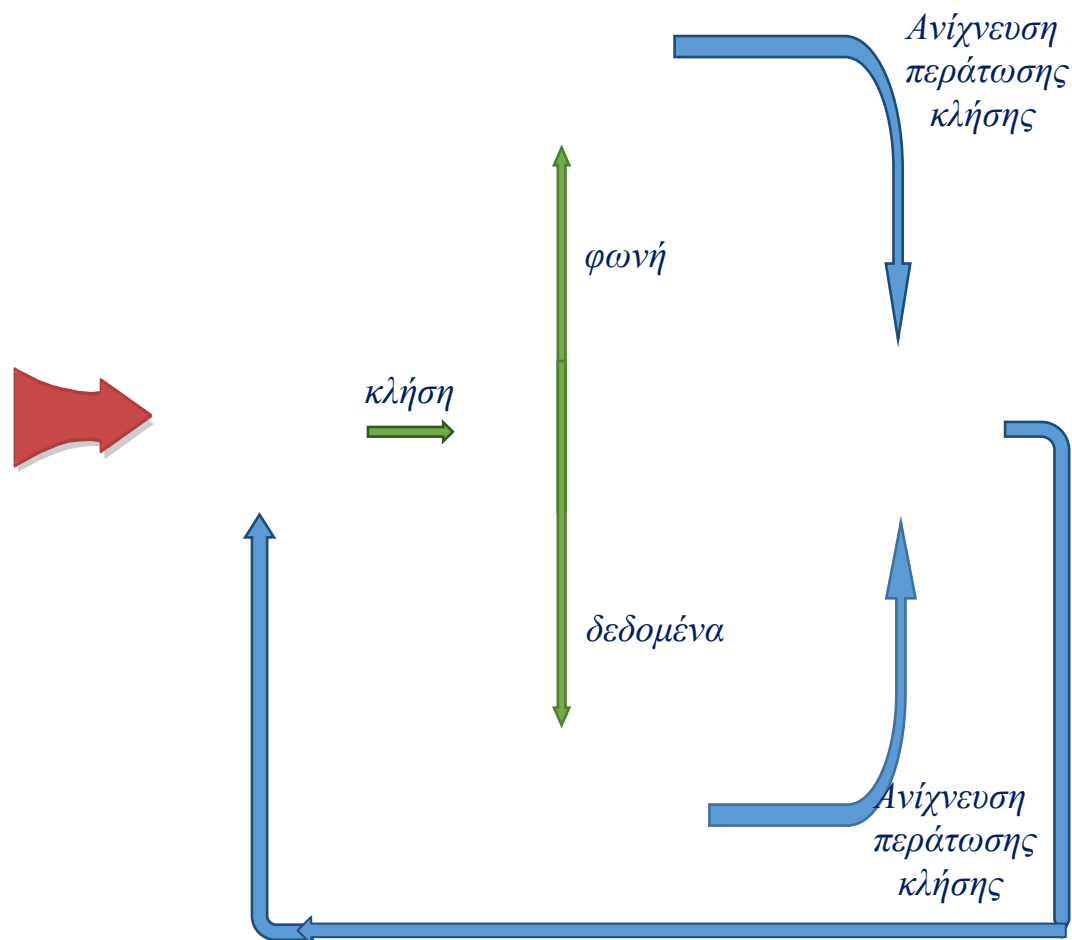 Ανίχνευση
περάτωσης
κλήσης
φωνή
κλήση
δεδομένα
Ανίχνευση
περάτωσης
κλήσης